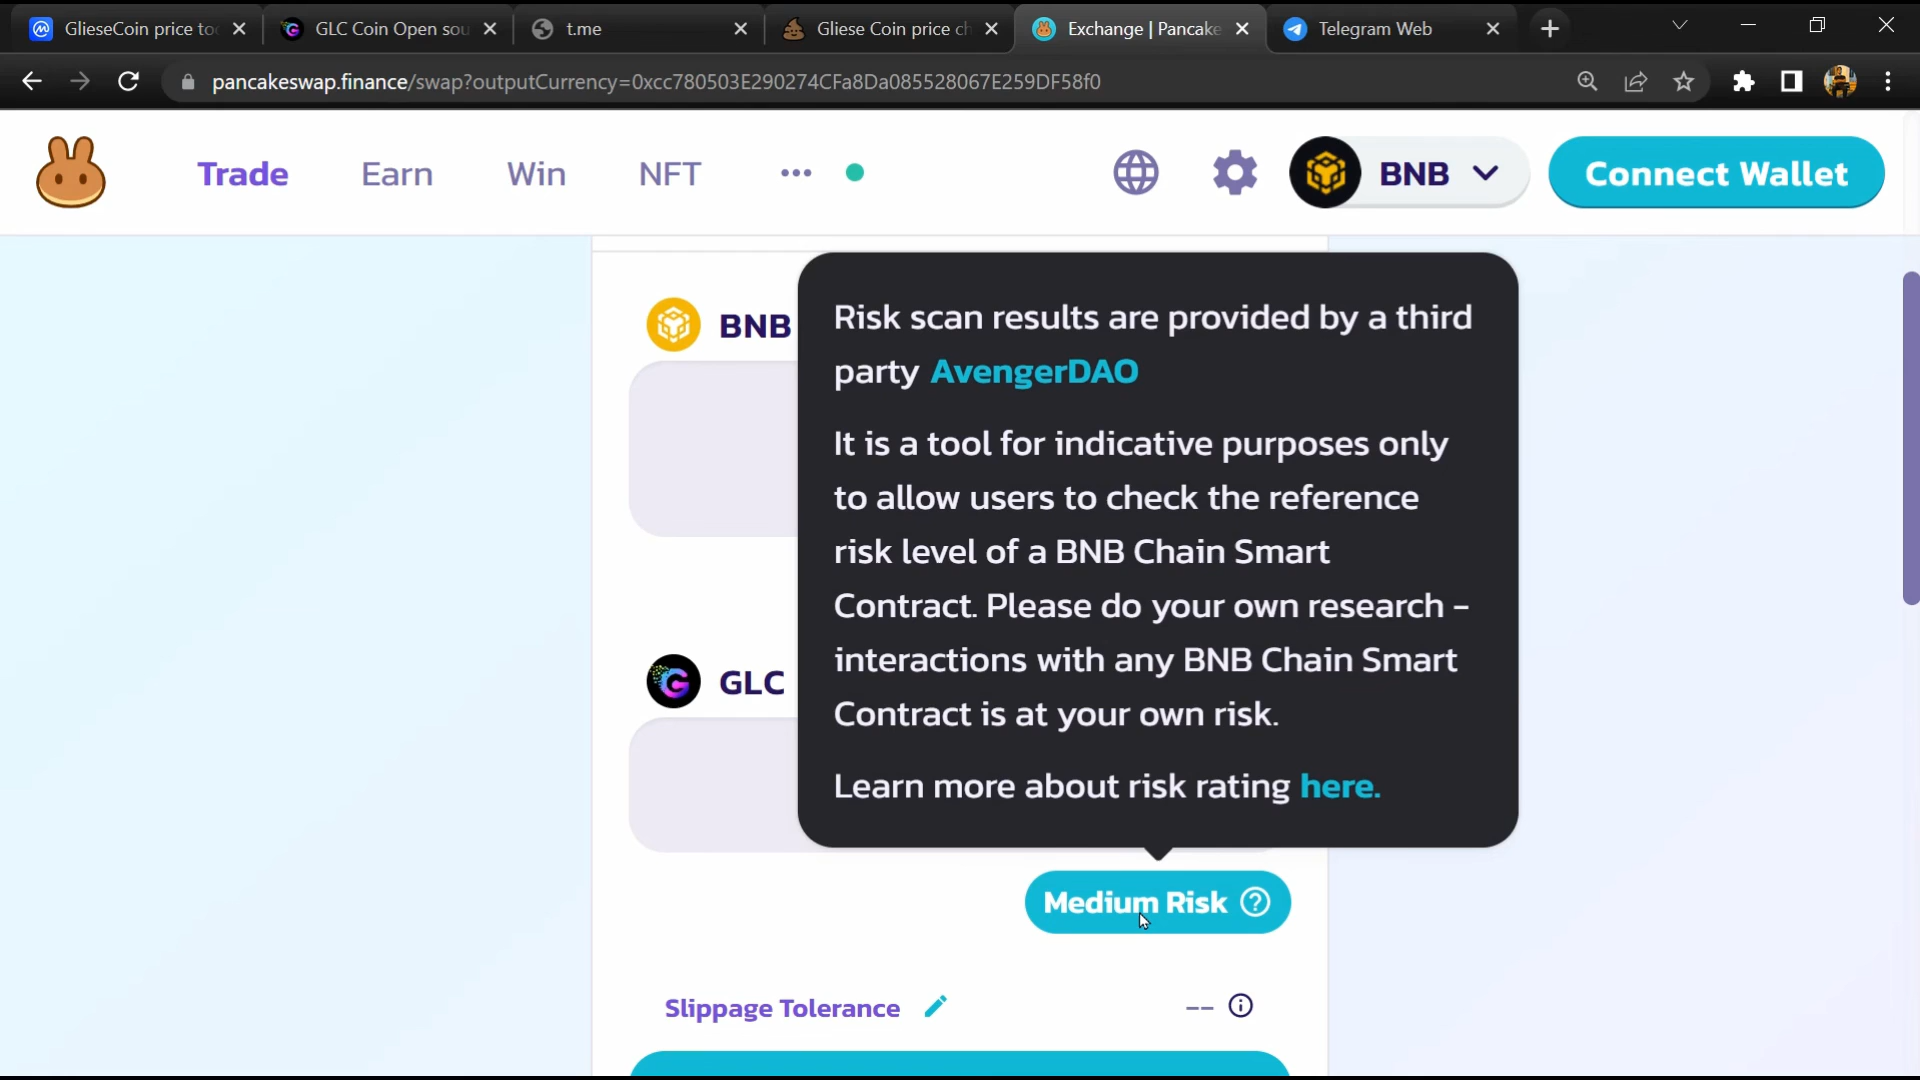 GlieseCoin price to
GLC Coin Open sou
t.me
Gliese Coin price ch
Exchange | Pancake
Telegram Web
pancakeswap.finance/swap?outputCurrency=0xcc780503E290274CFa8Da085528067E259DF58f0
Trade
Earn
Win
NFT
BNB
Connect Wallet
BNB
Risk scan results are provided by a third
party AvengerDAO
It is a tool for indicative purposes only
to allow users to check the reference
risk level of a BNB Chain Smart
Contract. Please do your own research –
interactions with any BNB Chain Smart
Contract is at your own risk.
Learn more about risk rating here.
GLC
Medium Risk
Slippage Tolerance
--